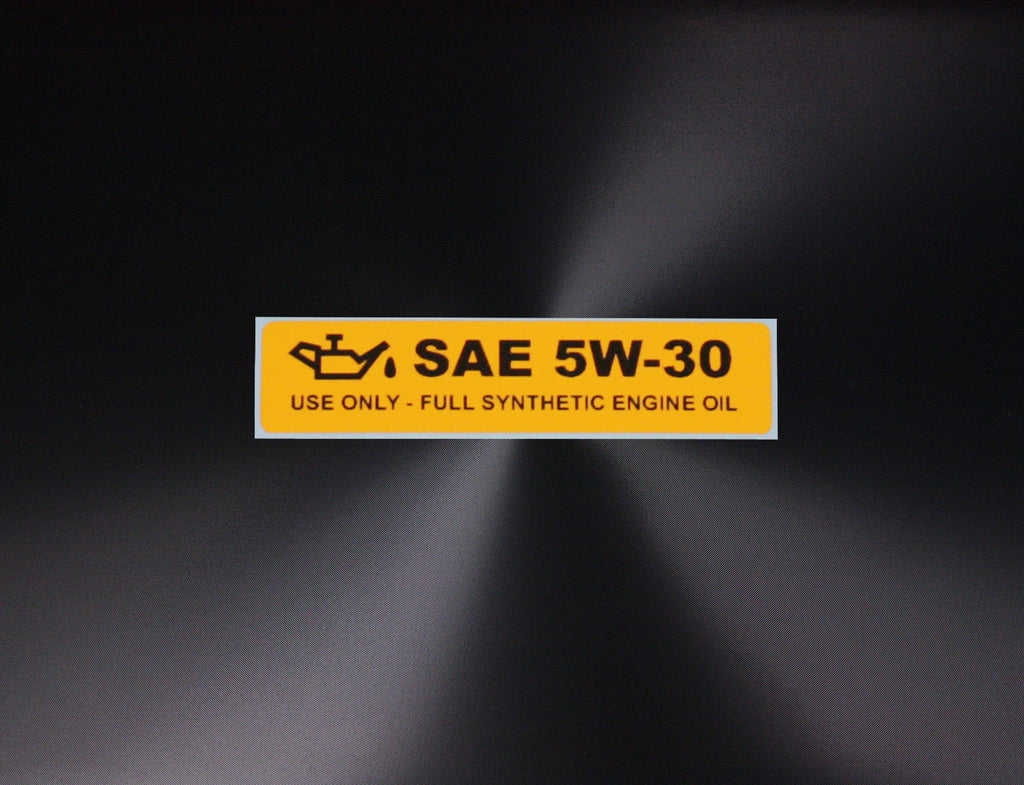 SAE 5W-30
USE ONLY - FULL SYNTHETIC ENGINE OIL